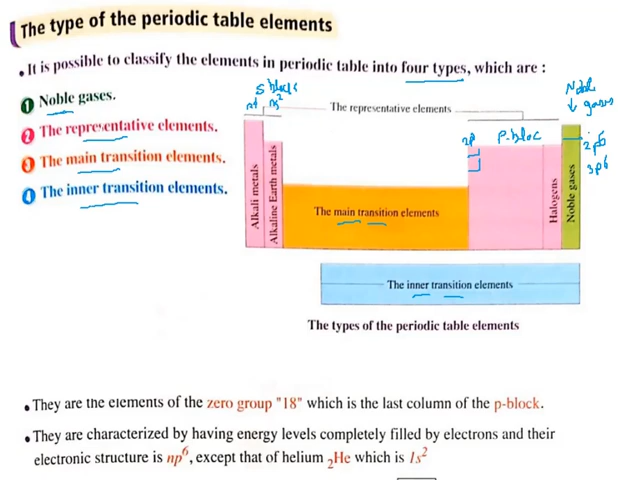 The type of the periodic table elements
• It is possible to classify the elements in periodic table into four types, which are :
1 Noble gases.
2 The representative elements.
3 The main transition elements.
4 The inner transition elements.
S block
ns²
Noble
gases
The representative elements
2p
P-bloc
2p6
3p6
Alkali metals
Alkaline Earth metals
The main transition elements
Halogens
Noble gases
The inner transition elements
The types of the periodic table elements
• They are the elements of the zero group "18" which is the last column of the p-block.
• They are characterized by having energy levels completely filled by electrons and their
electronic structure is np⁶, except that of helium ₂He which is 1s²